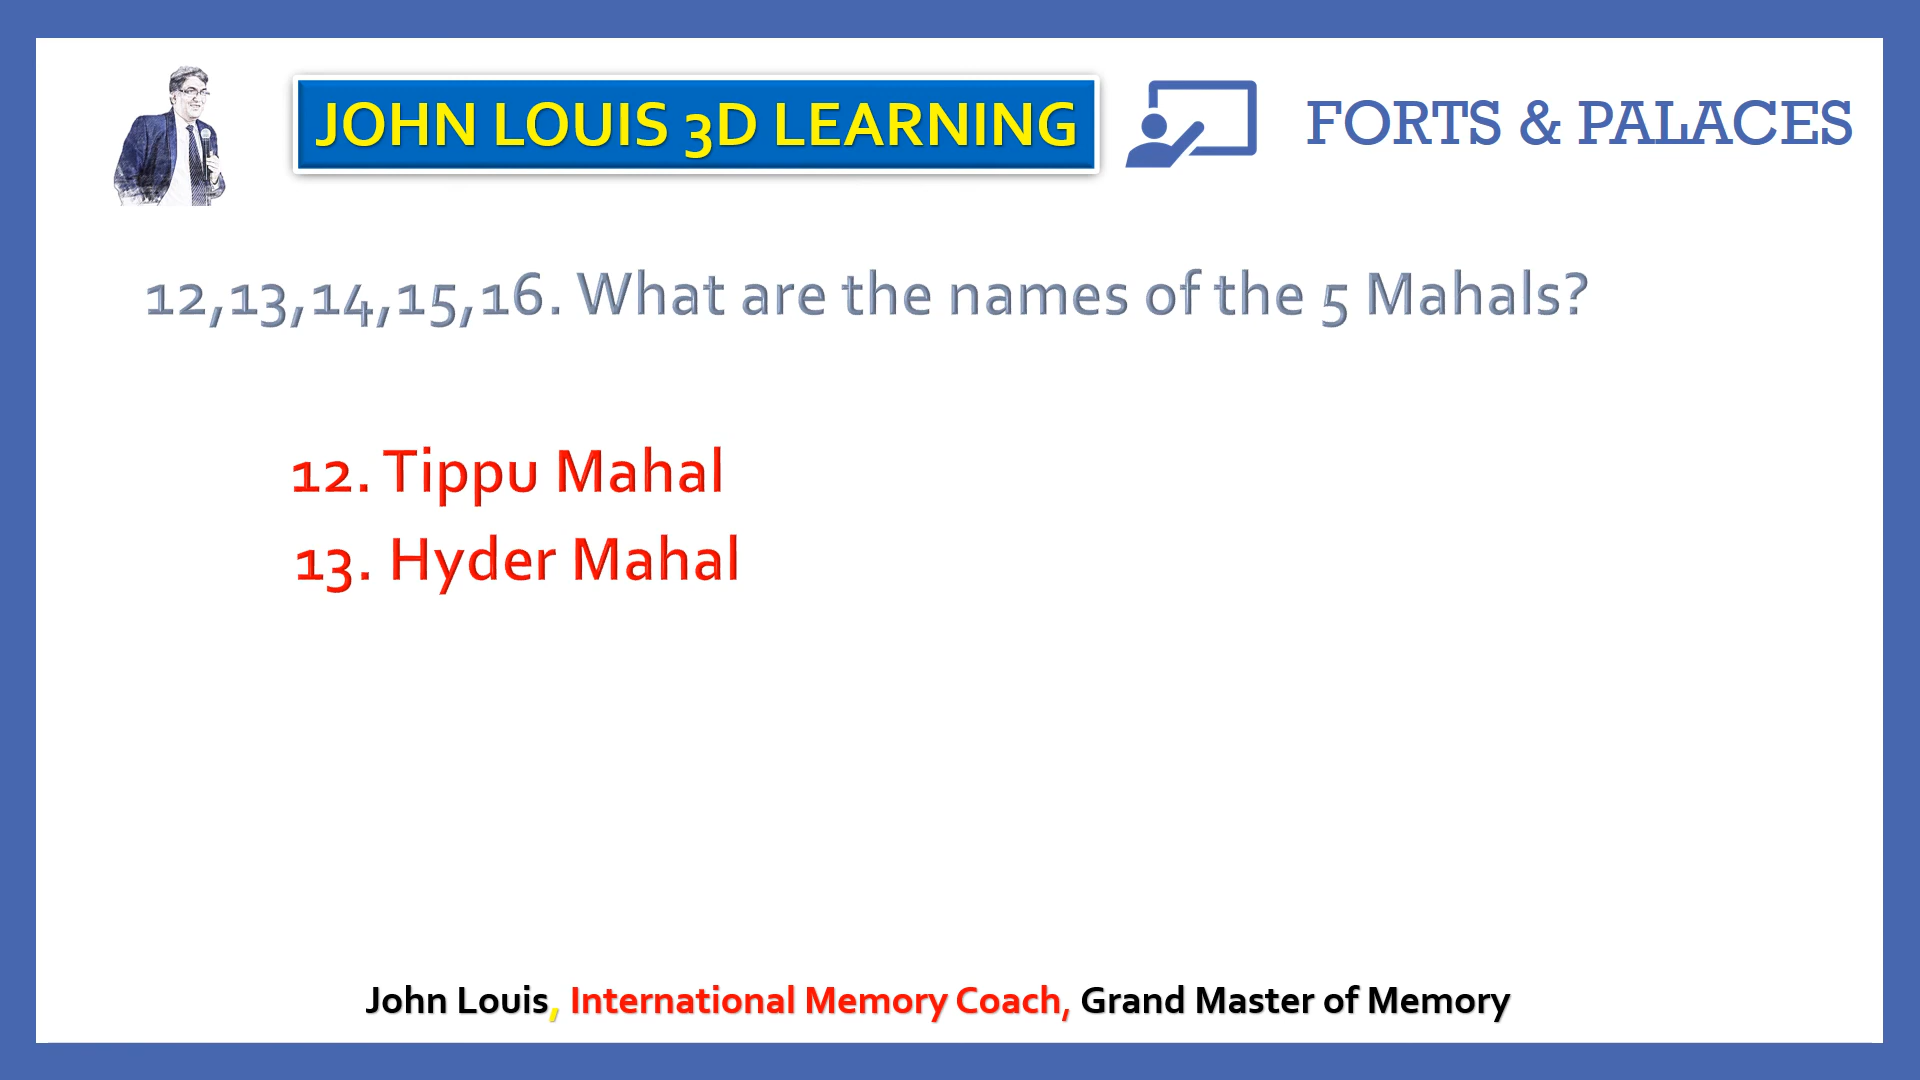 JOHN LOUIS 3D LEARNING
FORTS & PALACES
12,13,14,15,16. What are the names of the 5 Mahals?
12. Tippu Mahal
13. Hyder Mahal
John Louis, International Memory Coach, Grand Master of Memory